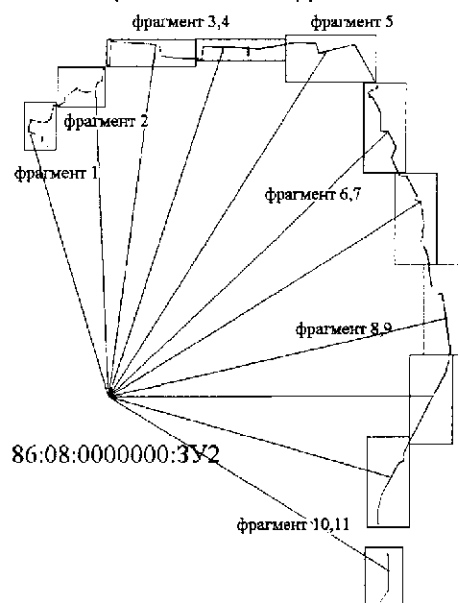 фрагмент 3,4
фрагмент 5
фрагмент 2
фрагмент 1
фрагмент 6,7
фрагмент 8,9
86:08:0000000:ЗУ2
фрагмент 10,11